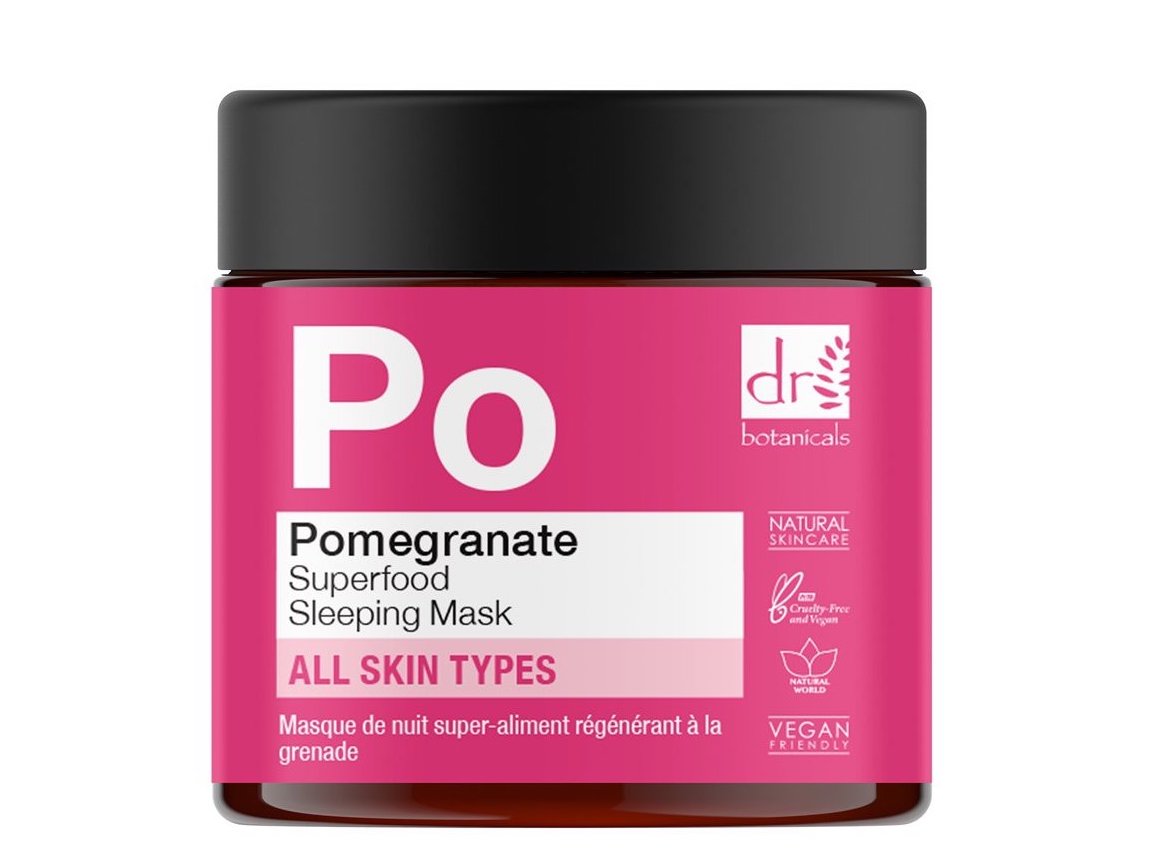 Po
dr
botanicals
Pomegranate
Superfood
Sleeping Mask
ALL SKIN TYPES
Masque de nuit super-aliment régénérant à la
grenade
NATURAL
SKINCARE
PETA
Cruelty-Free
and Vegan
NATURAL
WORLD
VEGAN
FRIENDLY